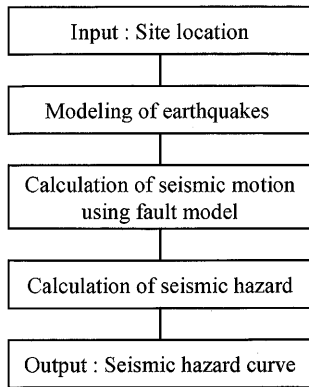 Input : Site location
Modeling of earthquakes
Calculation of seismic motion
using fault model
Calculation of seismic hazard
Output : Seismic hazard curve